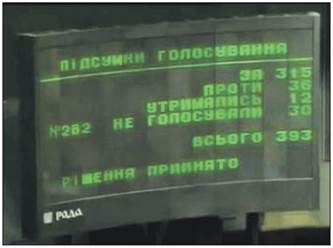 ПІДСУМКИ ГОЛОСУВАННЯ
ЗА 315
ПРОТИ 36
УТРИМАЛИСЬ 12
№282 НЕ ГОЛОСУВАЛИ 30
ВСЬОГО 393
РІШЕННЯ ПРИЙНЯТО
РАДА